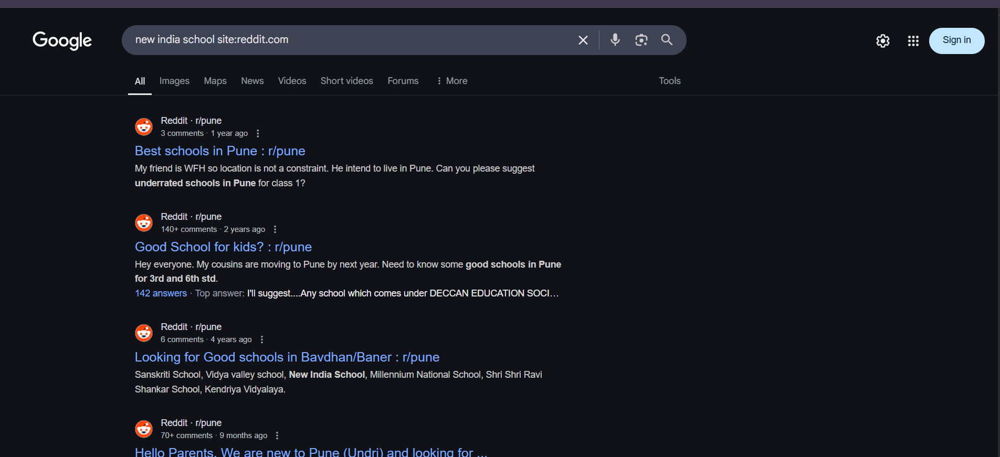 Google
new india school site:reddit.com
Sign in
All Images Maps News Videos Short videos Forums More Tools
Reddit · r/pune
3 comments · 1 year ago
Best schools in Pune : r/pune
My friend is WFH so location is not a constraint. He intend to live in Pune. Can you please suggest
underrated schools in Pune for class 1?
Reddit · r/pune
140+ comments · 2 years ago
Good School for kids? : r/pune
Hey everyone. My cousins are moving to Pune by next year. Need to know some good schools in Pune
for 3rd and 6th std.
142 answers · Top answer: I'll suggest....Any school which comes under DECCAN EDUCATION SOCI...
Reddit · r/pune
6 comments · 4 years ago
Looking for Good schools in Bavdhan/Baner : r/pune
Sanskriti School, Vidya valley school, New India School, Millennium National School, Shri Shri Ravi
Shankar School, Kendriya Vidyalaya.
Reddit · r/pune
70+ comments · 9 months ago
Hello Parents. We are new to Pune (Undri) and looking for ...